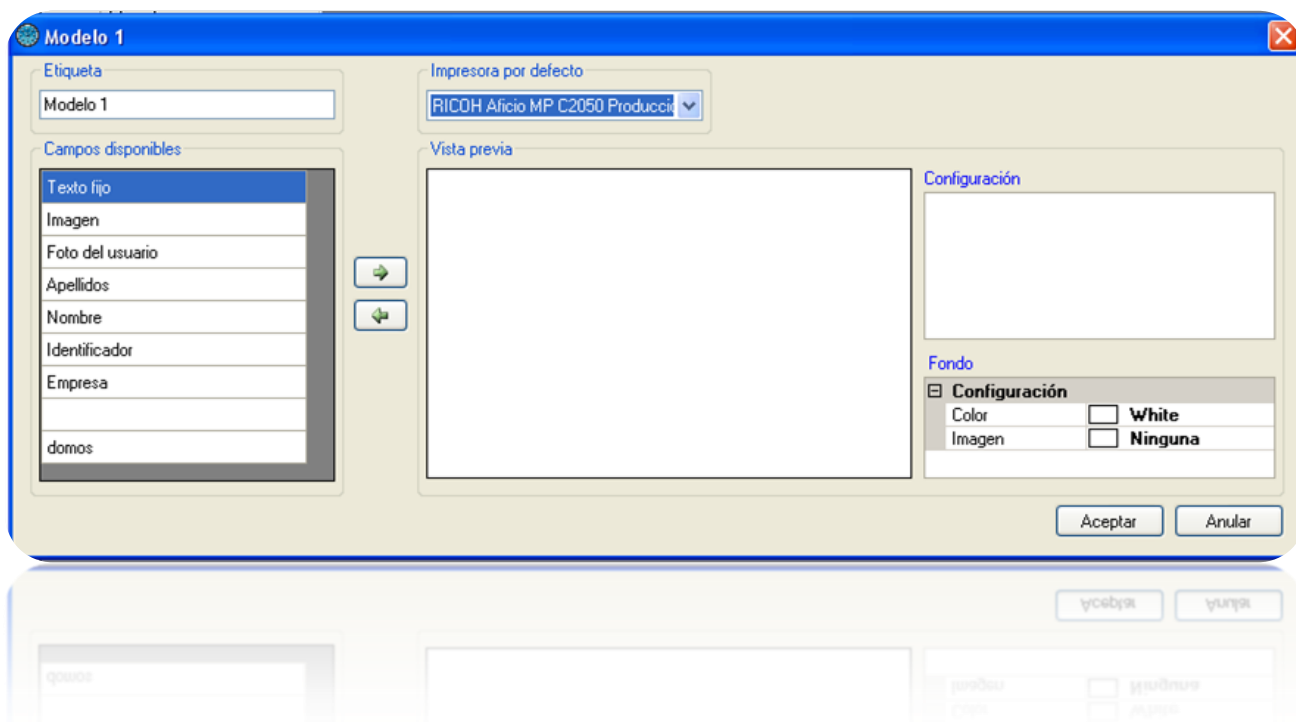 Modelo 1
Etiqueta
Modelo 1
Impresora por defecto
RICOH Aficio MP C2050
Campos disponibles
Texto fijo
Imagen
Foto del usuario
Apellidos
Nombre
Identificador
Empresa
domos
Vista previa
Configuración
Fondo
Configuración
Color White
Imagen Ninguna
Aceptar Anular